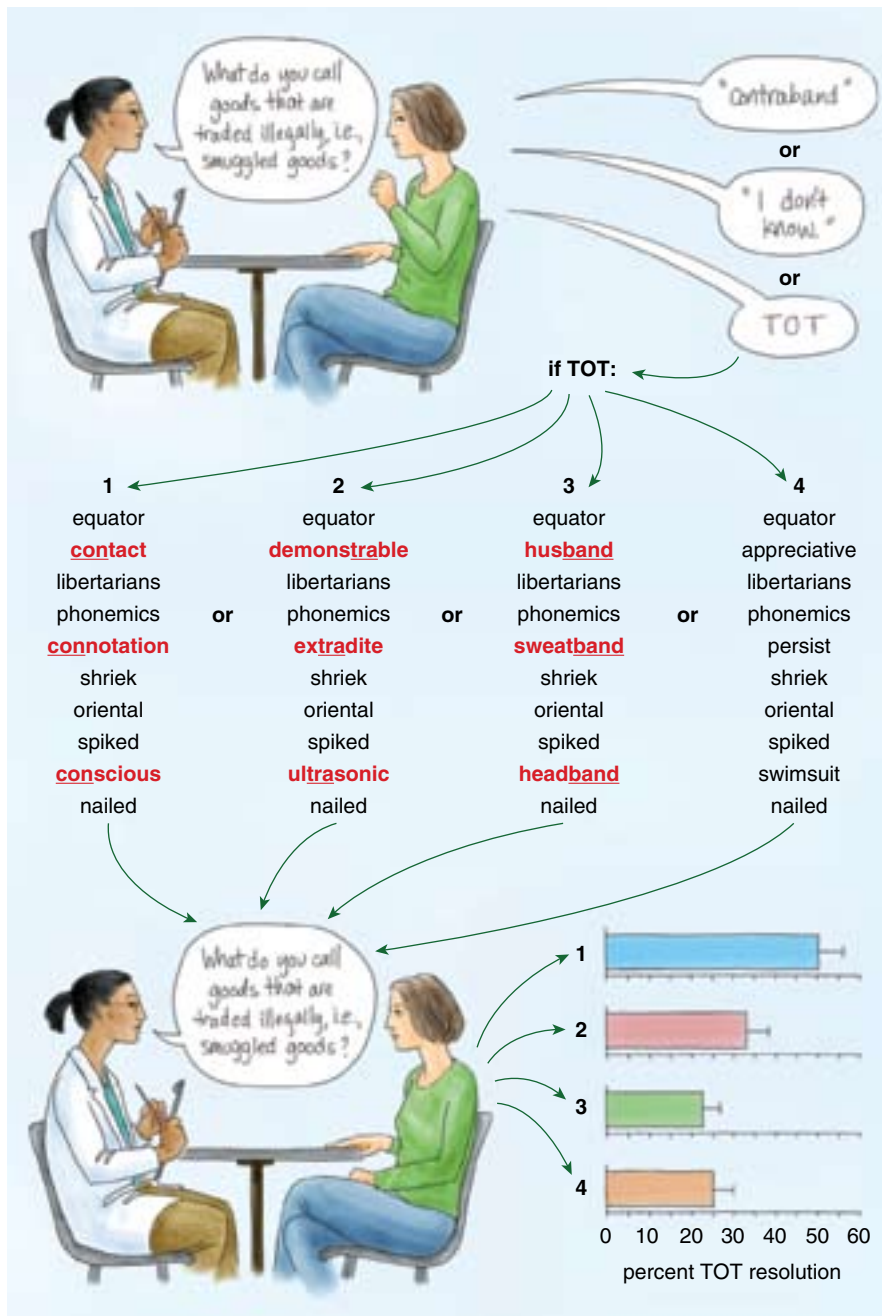 What do you call
goods that are
traded illegally, i.e.,
smuggled goods?
"contraband"
or
"I don't
know."
or
TOT
if TOT:
1
equator
contact
libertarians
phonemics
connotation
shriek
oriental
spiked
conscious
nailed
or
2
equator
demonstrable
libertarians
phonemics
extradite
shriek
oriental
spiked
ultrasonic
nailed
or
3
equator
husband
libertarians
phonemics
sweatband
shriek
oriental
spiked
headband
nailed
or
4
equator
appreciative
libertarians
phonemics
persist
shriek
oriental
spiked
swimsuit
nailed
What do you call
goods that are
traded illegally, i.e.,
smuggled goods?
1
2
3
4
0 10 20 30 40 50 60
percent TOT resolution